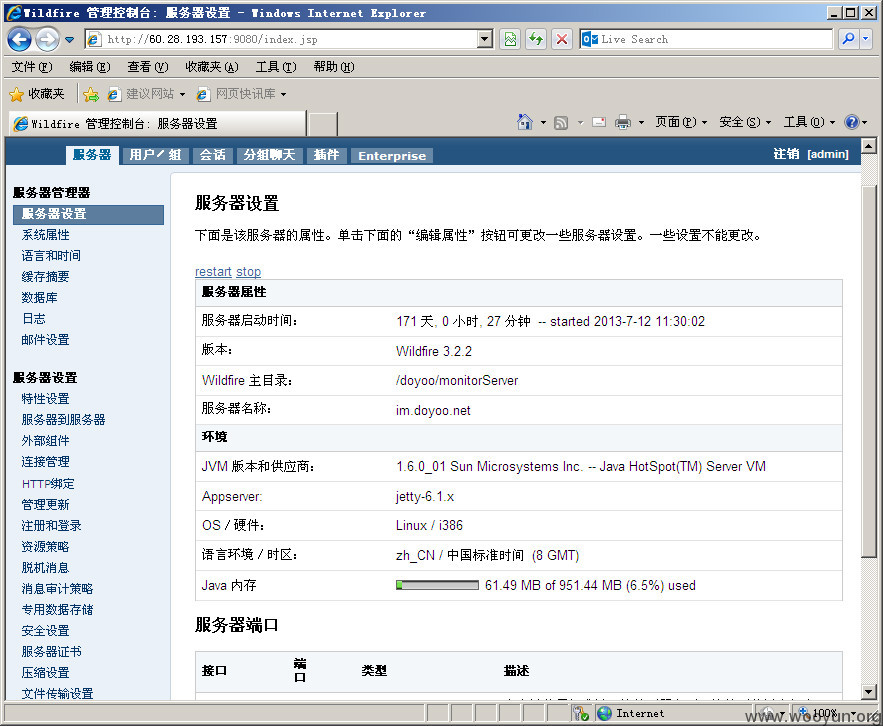 Wildfire 管理控制台: 服务器设置 - Windows Internet Explorer
http://60.28.193.157:9080/index.jsp
Live Search
文件(F) 编辑(E) 查看(V) 收藏夹(A) 工具(T) 帮助(H)
收藏夹 建议网站 网页快讯库
Wildfire 管理控制台: 服务器设置
页面(P) 安全(S) 工具(O)
服务器 用户/组 会话 分组聊天 插件 Enterprise
注销 [admin]
服务器管理器
服务器设置
系统属性
语言和时间
缓存摘要
数据库
日志
邮件设置
服务器设置
特性设置
服务器到服务器
外部组件
连接管理
HTTP绑定
管理更新
注册和登录
资源策略
脱机消息
消息审计策略
专用数据存储
安全设置
服务器证书
压缩设置
文件传输设置
服务器设置
下面是该服务器的属性。单击下面的“编辑属性”按钮可更改一些服务器设置。一些设置不能更改。
restart stop
服务器属性
服务器启动时间: 171 天, 0 小时, 27 分钟 -- started 2013-7-12 11:30:02
版本: Wildfire 3.2.2
Wildfire 主目录: /doyoo/monitorServer
服务器名称: im.doyoo.net
环境
JVM 版本和供应商: 1.6.0_01 Sun Microsystems Inc. -- Java HotSpot(TM) Server VM
Appserver: jetty-6.1.x
OS / 硬件: Linux / i386
语言环境 / 时区: zh_CN / 中国标准时间 (8 GMT)
Java 内存 61.49 MB of 951.44 MB (6.5%) used
服务器端口
接口 端口 类型 描述
Internet 100%
www.wooyun.org